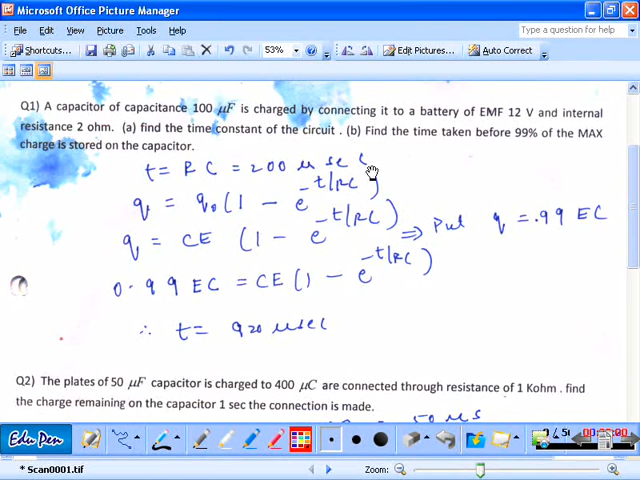 Microsoft Office Picture Manager
File Edit View Picture Tools Help
Type a question for help
Shortcuts... 53% Edit Pictures... Auto Correct
Q1) A capacitor of capacitance 100 μF is charged by connecting it to a battery of EMF 12 V and internal
resistance 2 ohm. (a) find the time constant of the circuit . (b) Find the time taken before 99% of the MAX
charge is stored on the capacitor.
t = RC = 200 μ sec
q = q₀ (1 - e^-t/RC)
q = CE (1 - e^-t/RC) ⇒ Put q = .99 EC
0.99 EC = CE (1 - e^-t/RC)
∴ t = 920 μsec
Q2) The plates of 50 μF capacitor is charged to 400 μC are connected through resistance of 1 Kohm . find
the charge remaining on the capacitor 1 sec the connection is made.
50 μs
Edu Pen
* Scan0001.tif Zoom: